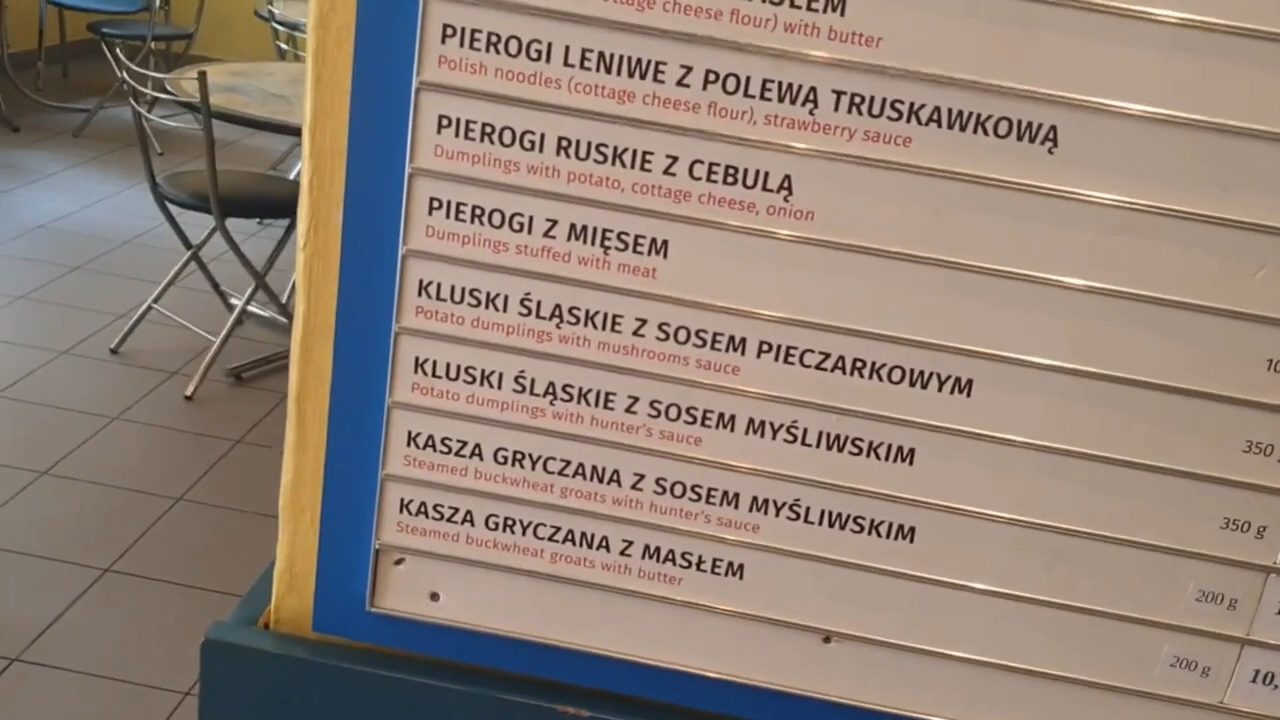 cheese flour) with butter
PIEROGI LENIWE Z POLEWĄ TRUSKAWKOWĄ
Polish noodles (cottage cheese flour), strawberry sauce
PIEROGI RUSKIE Z CEBULĄ
Dumplings with potato, cottage cheese, onion
PIEROGI Z MIĘSEM
Dumplings stuffed with meat
KLUSKI ŚLĄSKIE Z SOSEM PIECZARKOWYM
Potato dumplings with mushrooms sauce
350
KLUSKI ŚLĄSKIE Z SOSEM MYŚLIWSKIM
Potato dumplings with hunter's sauce
350 g
KASZA GRYCZANA Z SOSEM MYŚLIWSKIM
Steamed buckwheat groats with hunter's sauce
200 g
KASZA GRYCZANA Z MASŁEM
Steamed buckwheat groats with butter
200 g
10,